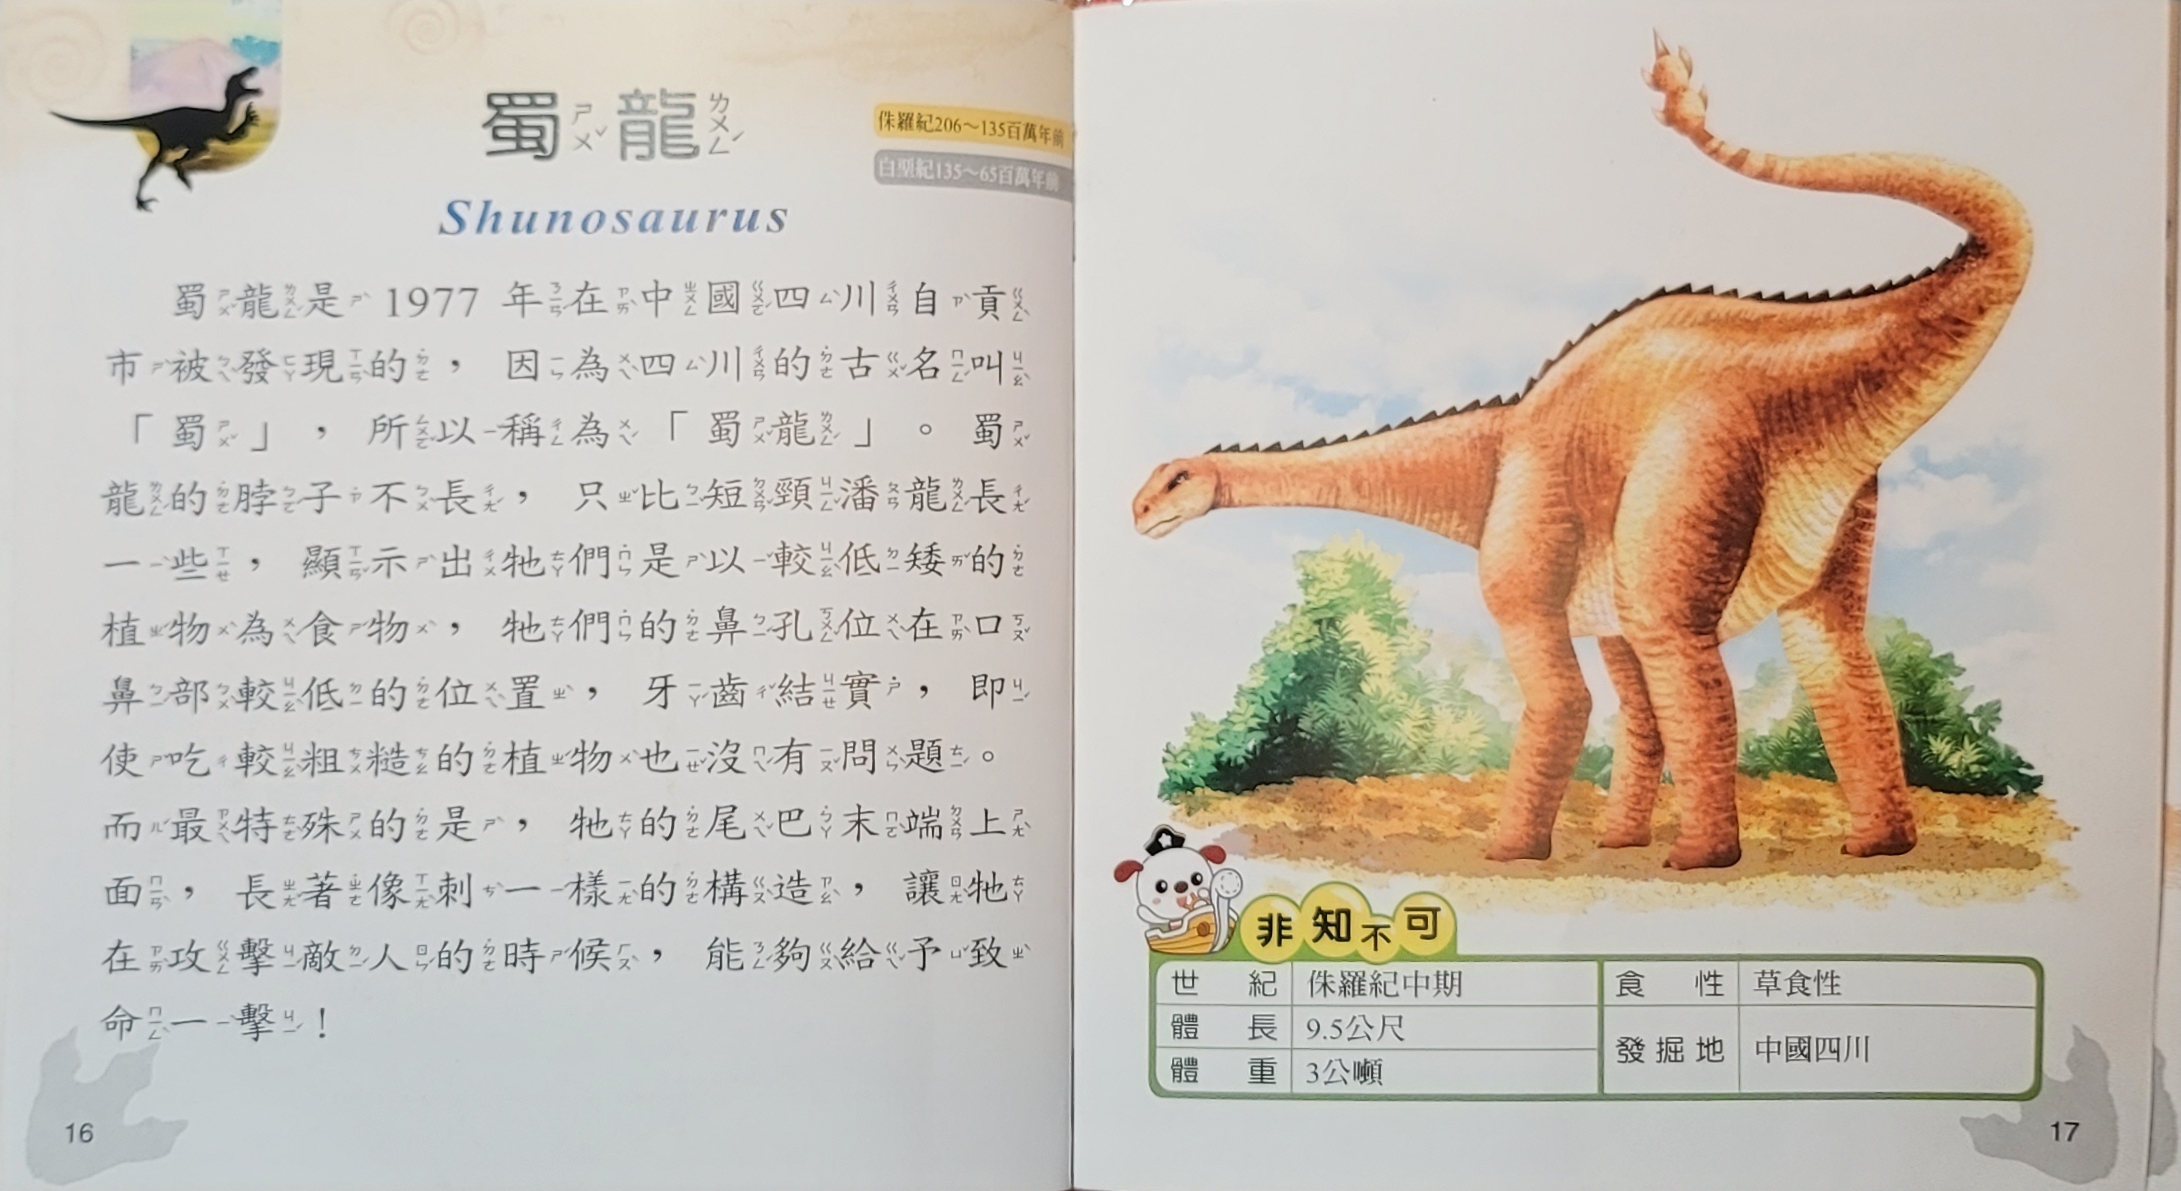 蜀龍
侏羅紀206～135百萬年前
白堊紀135～65百萬年前
Shunosaurus
蜀龍是 1977 年在中國四川自貢
市被發現的，因為四川的古名叫
「蜀」，所以稱為「蜀龍」。蜀
龍的脖子不長，只比短頸潘龍長
一些，顯示出牠們是以較低矮的
植物為食物，牠們的鼻孔位在口
鼻部較低的位置，牙齒結實，即
使吃較粗糙的植物也沒有問題。
而最特殊的是，牠的尾巴末端上
面，長著像刺一樣的構造，讓牠
在攻擊敵人的時候，能夠給予致
命一擊！
16
非知不可
世紀 侏羅紀中期
體長 9.5公尺
體重 3公噸
食性 草食性
發掘地 中國四川
17